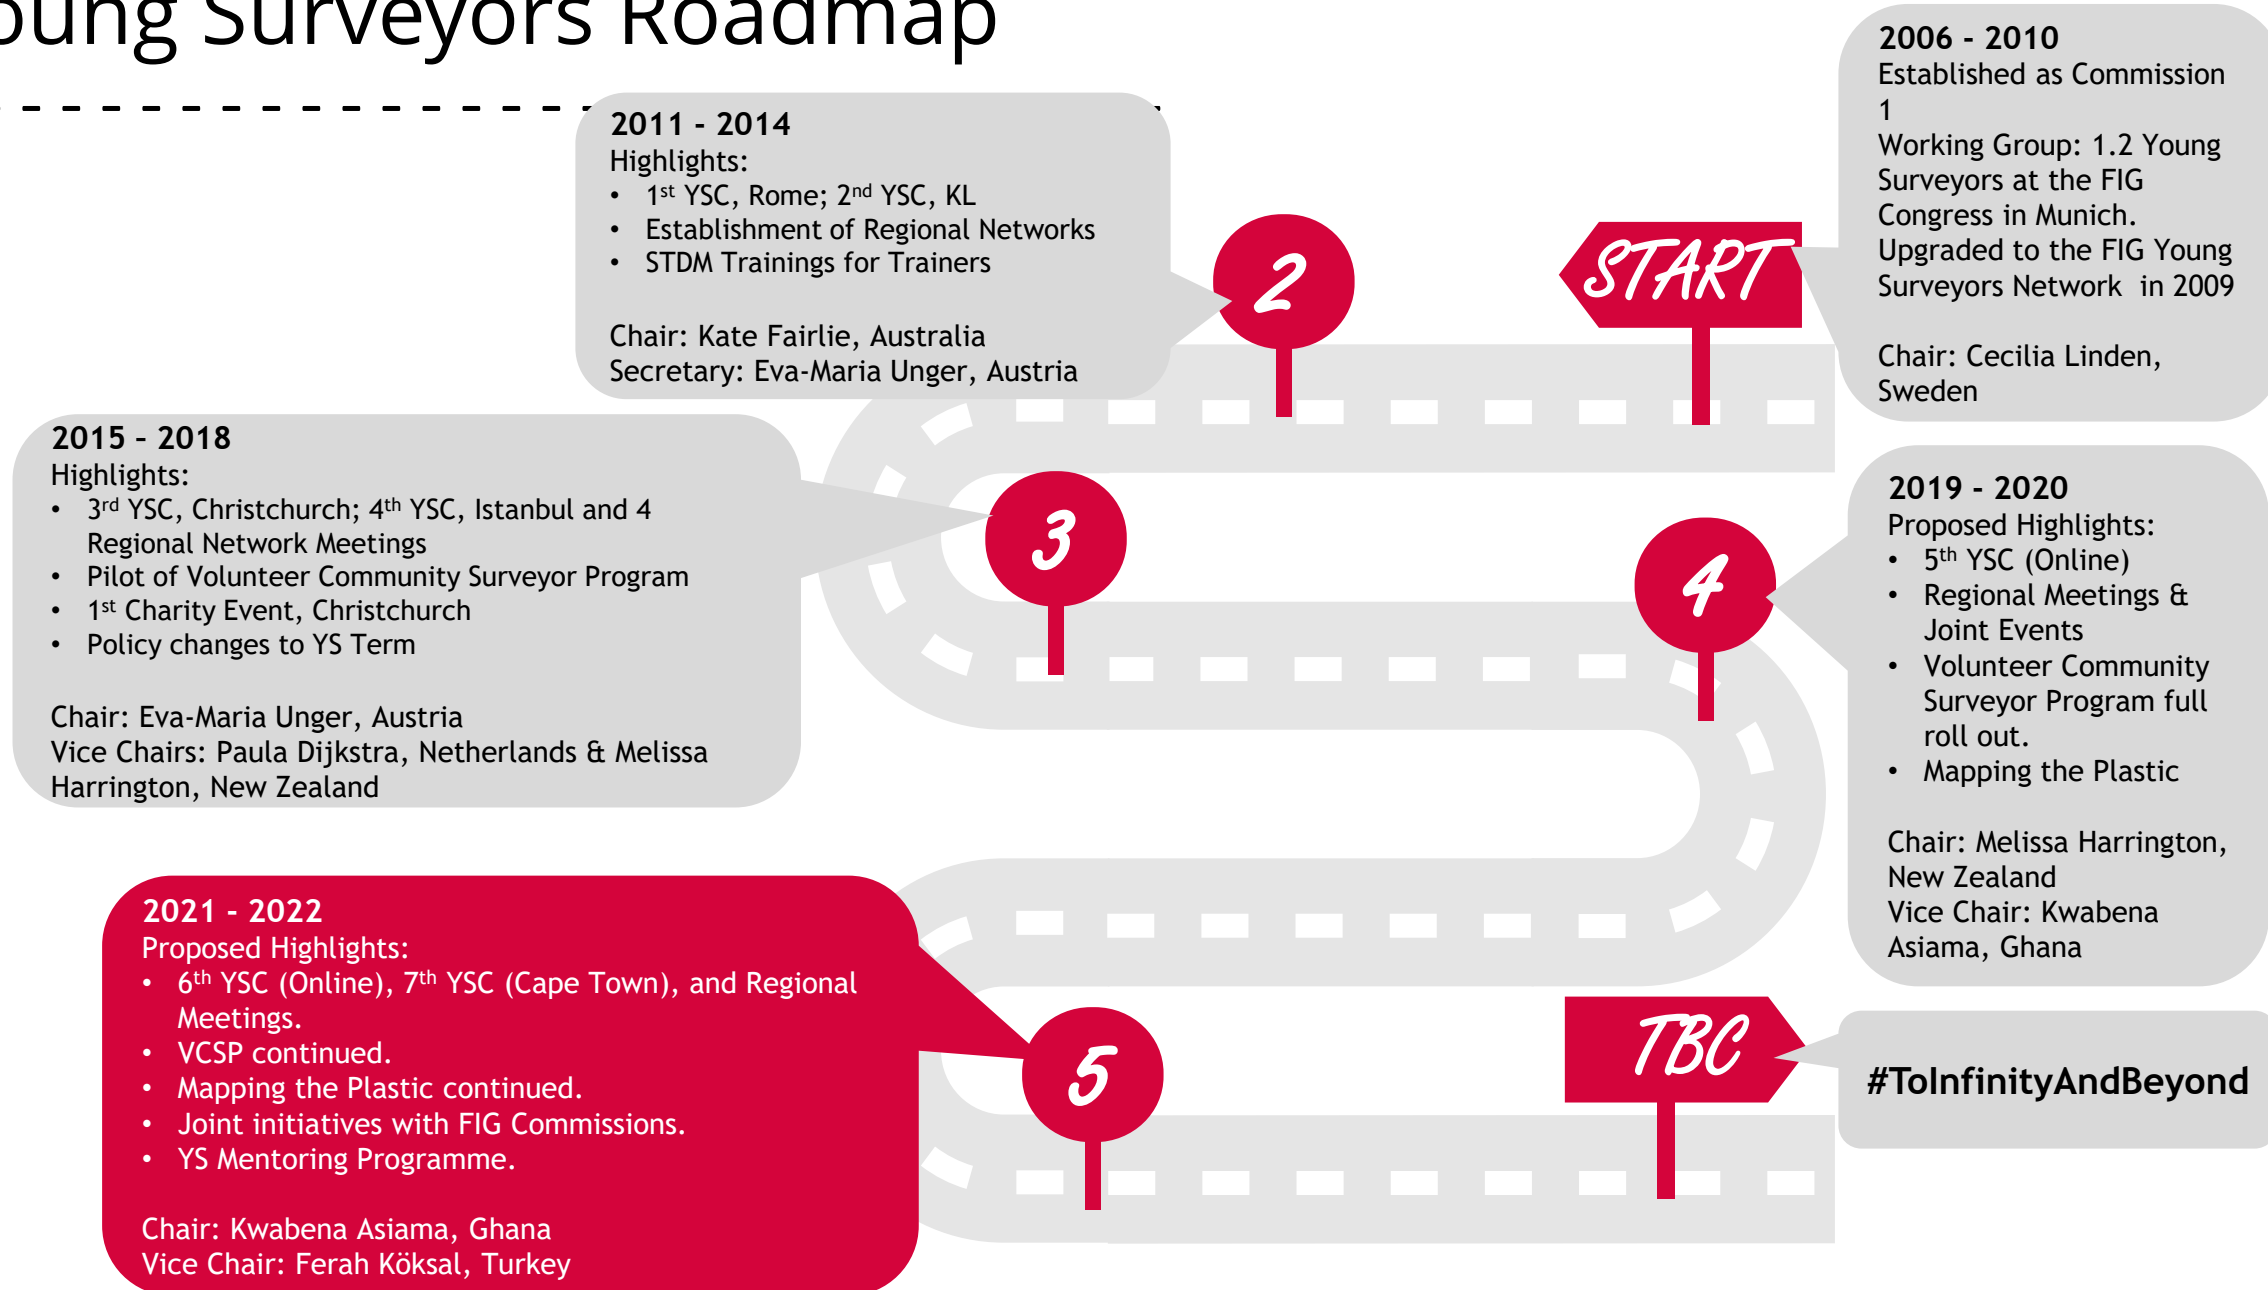 oung Surveyors Roadmap
2006 - 2010
Established as Commission
1
Working Group: 1.2 Young
Surveyors at the FIG
Congress in Munich.
Upgraded to the FIG Young
Surveyors Network in 2009
Chair: Cecilia Linden,
Sweden
START
2011 - 2014
Highlights:
• 1st YSC, Rome; 2nd YSC, KL
• Establishment of Regional Networks
• STDM Trainings for Trainers
Chair: Kate Fairlie, Australia
Secretary: Eva-Maria Unger, Austria
2
2015 – 2018
Highlights:
• 3rd YSC, Christchurch; 4th YSC, Istanbul and 4
Regional Network Meetings
• Pilot of Volunteer Community Surveyor Program
• 1st Charity Event, Christchurch
• Policy changes to YS Term
Chair: Eva-Maria Unger, Austria
Vice Chairs: Paula Dijkstra, Netherlands & Melissa
Harrington, New Zealand
3
2019 - 2020
Proposed Highlights:
• 5th YSC (Online)
• Regional Meetings &
Joint Events
• Volunteer Community
Surveyor Program full
roll out.
• Mapping the Plastic
Chair: Melissa Harrington,
New Zealand
Vice Chair: Kwabena
Asiama, Ghana
4
2021 - 2022
Proposed Highlights:
• 6th YSC (Online), 7th YSC (Cape Town), and Regional
Meetings.
• VCSP continued.
• Mapping the Plastic continued.
• Joint initiatives with FIG Commissions.
• YS Mentoring Programme.
Chair: Kwabena Asiama, Ghana
Vice Chair: Ferah Köksal, Turkey
5
TBC
#ToInfinityAndBeyond